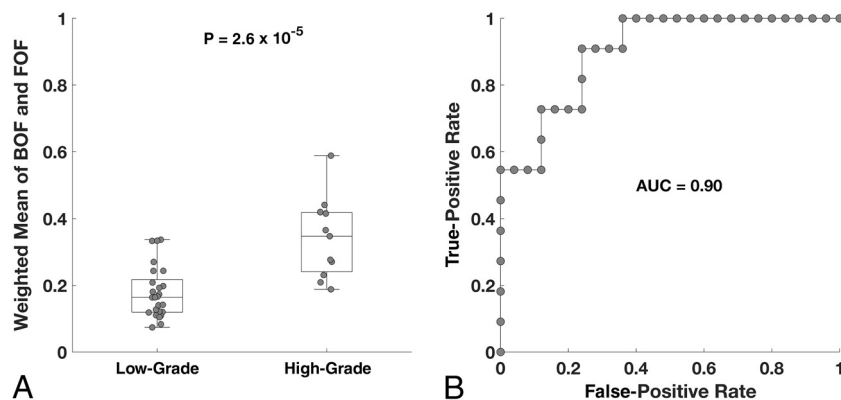 Weighted Mean of BOF and FOF
1
0.8
0.6
0.4
0.2
0
P = 2.6 x 10⁻⁵
Low-Grade
High-Grade
A
True-Positive Rate
1
0.8
0.6
0.4
0.2
0
AUC = 0.90
0
0.2
0.4
0.6
0.8
1
False-Positive Rate
B